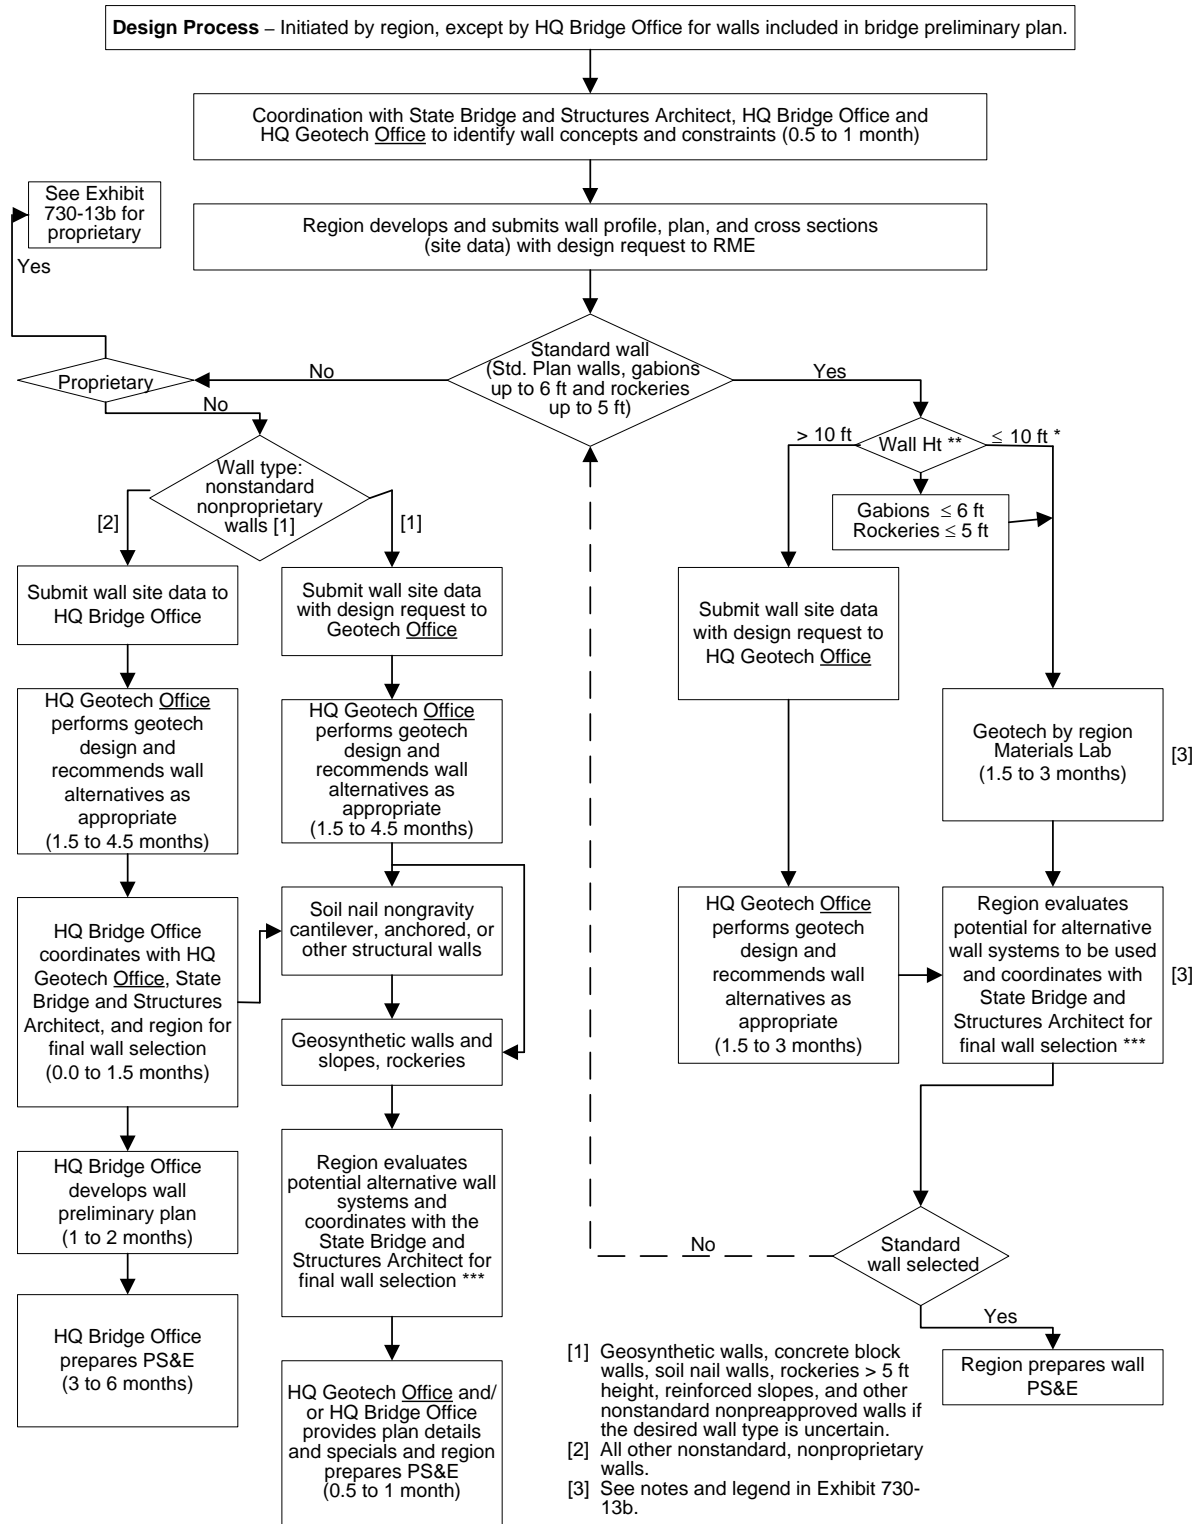 Design Process – Initiated by region, except by HQ Bridge Office for walls included in bridge preliminary plan.
Coordination with State Bridge and Structures Architect, HQ Bridge Office and
HQ Geotech Office to identify wall concepts and constraints (0.5 to 1 month)
See Exhibit
730-13b for
proprietary
Region develops and submits wall profile, plan, and cross sections
(site data) with design request to RME
Yes
Standard wall
(Std. Plan walls, gabions
up to 6 ft and rockeries
up to 5 ft)
No
Yes
Proprietary
No
> 10 ft
Wall Ht **
≤ 10 ft *
Wall type:
nonstandard
nonproprietary
walls [1]
[2]
[1]
Gabions ≤ 6 ft
Rockeries ≤ 5 ft
Submit wall site data to
HQ Bridge Office
Submit wall site data
with design request to
Geotech Office
Submit wall site data
with design request to
HQ Geotech Office
HQ Geotech Office
performs geotech
design and
recommends wall
alternatives as
appropriate
(1.5 to 4.5 months)
HQ Geotech Office
performs geotech
design and
recommends wall
alternatives as
appropriate
(1.5 to 4.5 months)
Geotech by region
Materials Lab
(1.5 to 3 months)
[3]
HQ Bridge Office
coordinates with HQ
Geotech Office, State
Bridge and Structures
Architect, and region for
final wall selection
(0.0 to 1.5 months)
Soil nail nongravity
cantilever, anchored, or
other structural walls
HQ Geotech Office
performs geotech
design and
recommends wall
alternatives as
appropriate
(1.5 to 3 months)
Region evaluates
potential for alternative
wall systems to be used
and coordinates with
State Bridge and
Structures Architect for
final wall selection ***
[3]
Geosynthetic walls and
slopes, rockeries
HQ Bridge Office
develops wall
preliminary plan
(1 to 2 months)
Region evaluates
potential alternative wall
systems and
coordinates with the
State Bridge and
Structures Architect for
final wall selection ***
No
Standard
wall selected
Yes
HQ Bridge Office
prepares PS&E
(3 to 6 months)
HQ Geotech Office and/
or HQ Bridge Office
provides plan details
and specials and region
prepares PS&E
(0.5 to 1 month)
Region prepares wall
PS&E
[1] Geosynthetic walls, concrete block
walls, soil nail walls, rockeries > 5 ft
height, reinforced slopes, and other
nonstandard nonpreapproved walls if
the desired wall type is uncertain.
[2] All other nonstandard, nonproprietary
walls.
[3] See notes and legend in Exhibit 730-
13b.